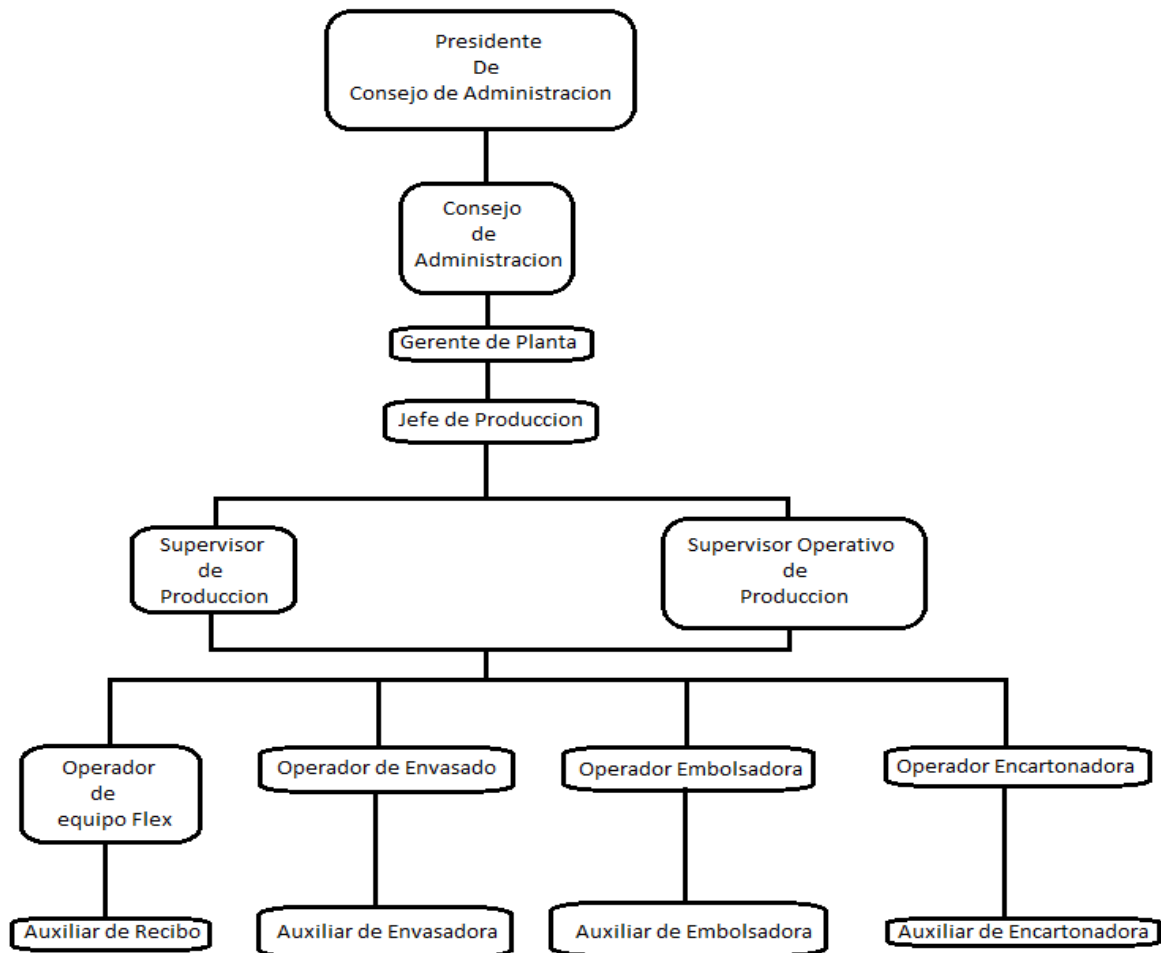 Presidente
De
Consejo de Administracion
Consejo
de
Administracion
Gerente de Planta
Jefe de Produccion
Supervisor
de
Produccion
Supervisor Operativo
de
Produccion
Operador
de
equipo Flex
Operador de Envasado
Operador Embolsadora
Operador Encartonadora
Auxiliar de Recibo
Auxiliar de Envasadora
Auxiliar de Embolsadora
Auxiliar de Encartonadora